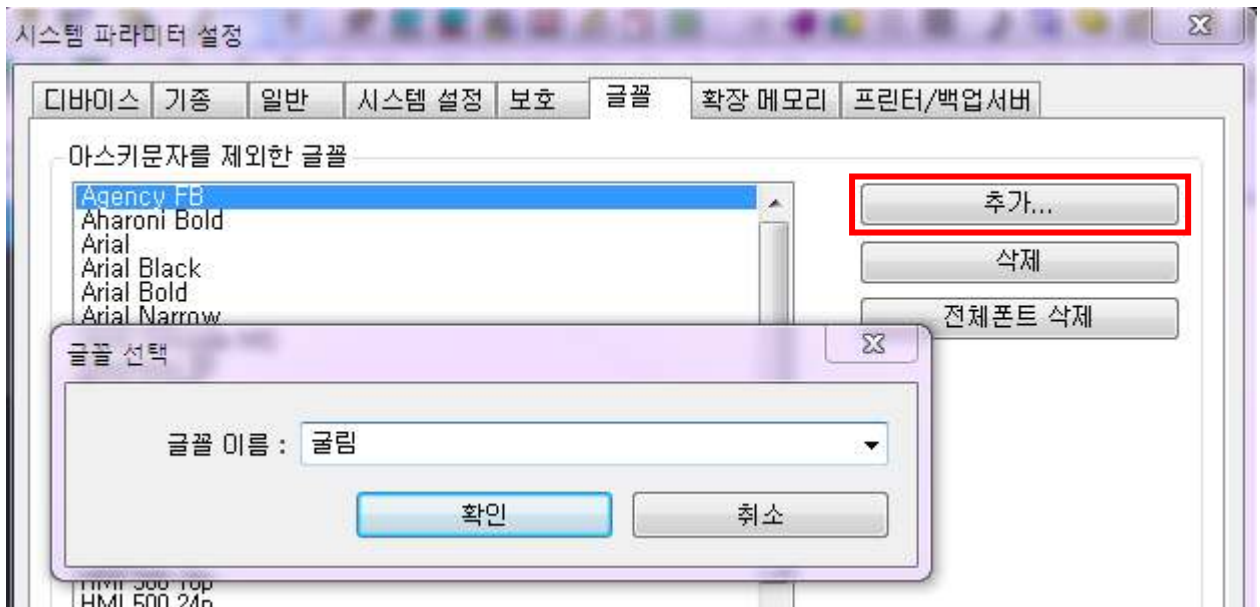 시스템 파라미터 설정
디바이스 기종 일반 시스템 설정 보호 글꼴 확장 메모리 프린터/백업서버
아스키문자를 제외한 글꼴
Agency FB
추가...
Aharoni Bold
Arial
Arial Black
삭제
Arial Bold
Arial Narrow
전체폰트 삭제
글꼴 선택
글꼴 이름 : 굴림
확인 취소
HMI 500 24p